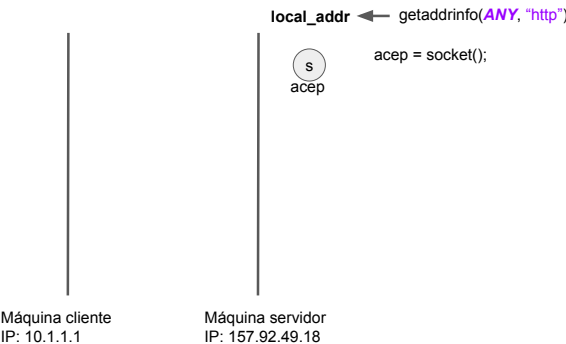 local_addr getaddrinfo(ANY, “http”)
s acep = socket();
acep
Máquina cliente Máquina servidor
IP: 10.1.1.1 IP: 157.92.49.18